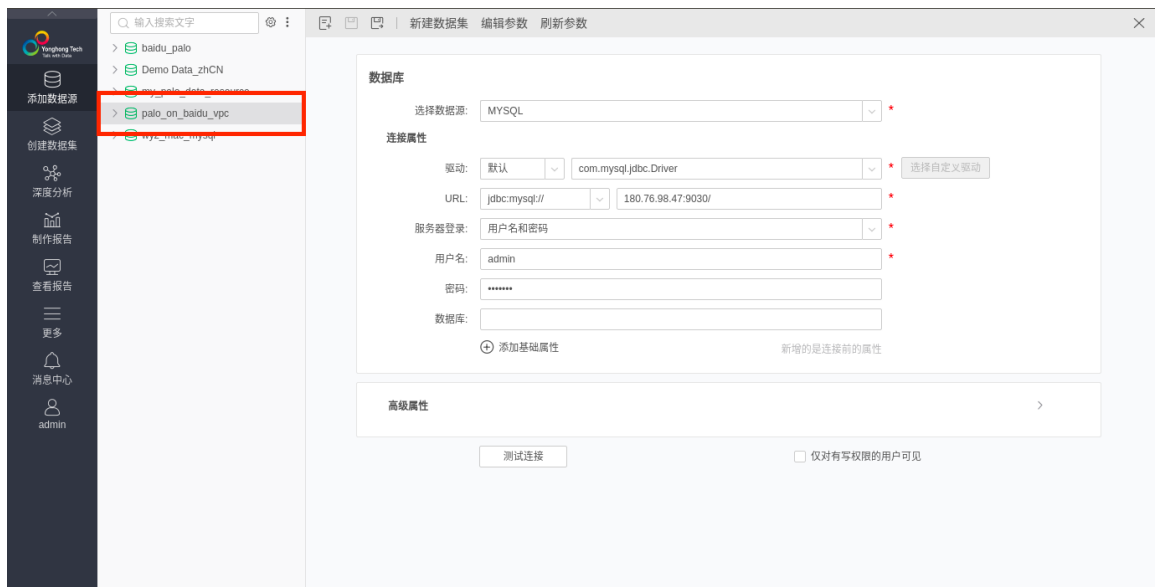 Yonghong Tech
Talk with Data
添加数据源
创建数据集
深度分析
制作报告
查看报告
更多
消息中心
admin
输入搜索文字
baidu_palo
Demo Data_zhCN
my_palo_data_resource
palo_on_baidu_vpc
wyz_mac_mysql
新建数据集 编辑参数 刷新参数
数据库
选择数据源: MYSQL *
连接属性
驱动: 默认 com.mysql.jdbc.Driver * 选择自定义驱动
URL: jdbc:mysql:// 180.76.98.47:9030/ *
服务器登录: 用户名和密码 *
用户名: admin *
密码: •••••••
数据库:
添加基础属性 新增的是连接前的属性
高级属性
测试连接 仅对有写权限的用户可见